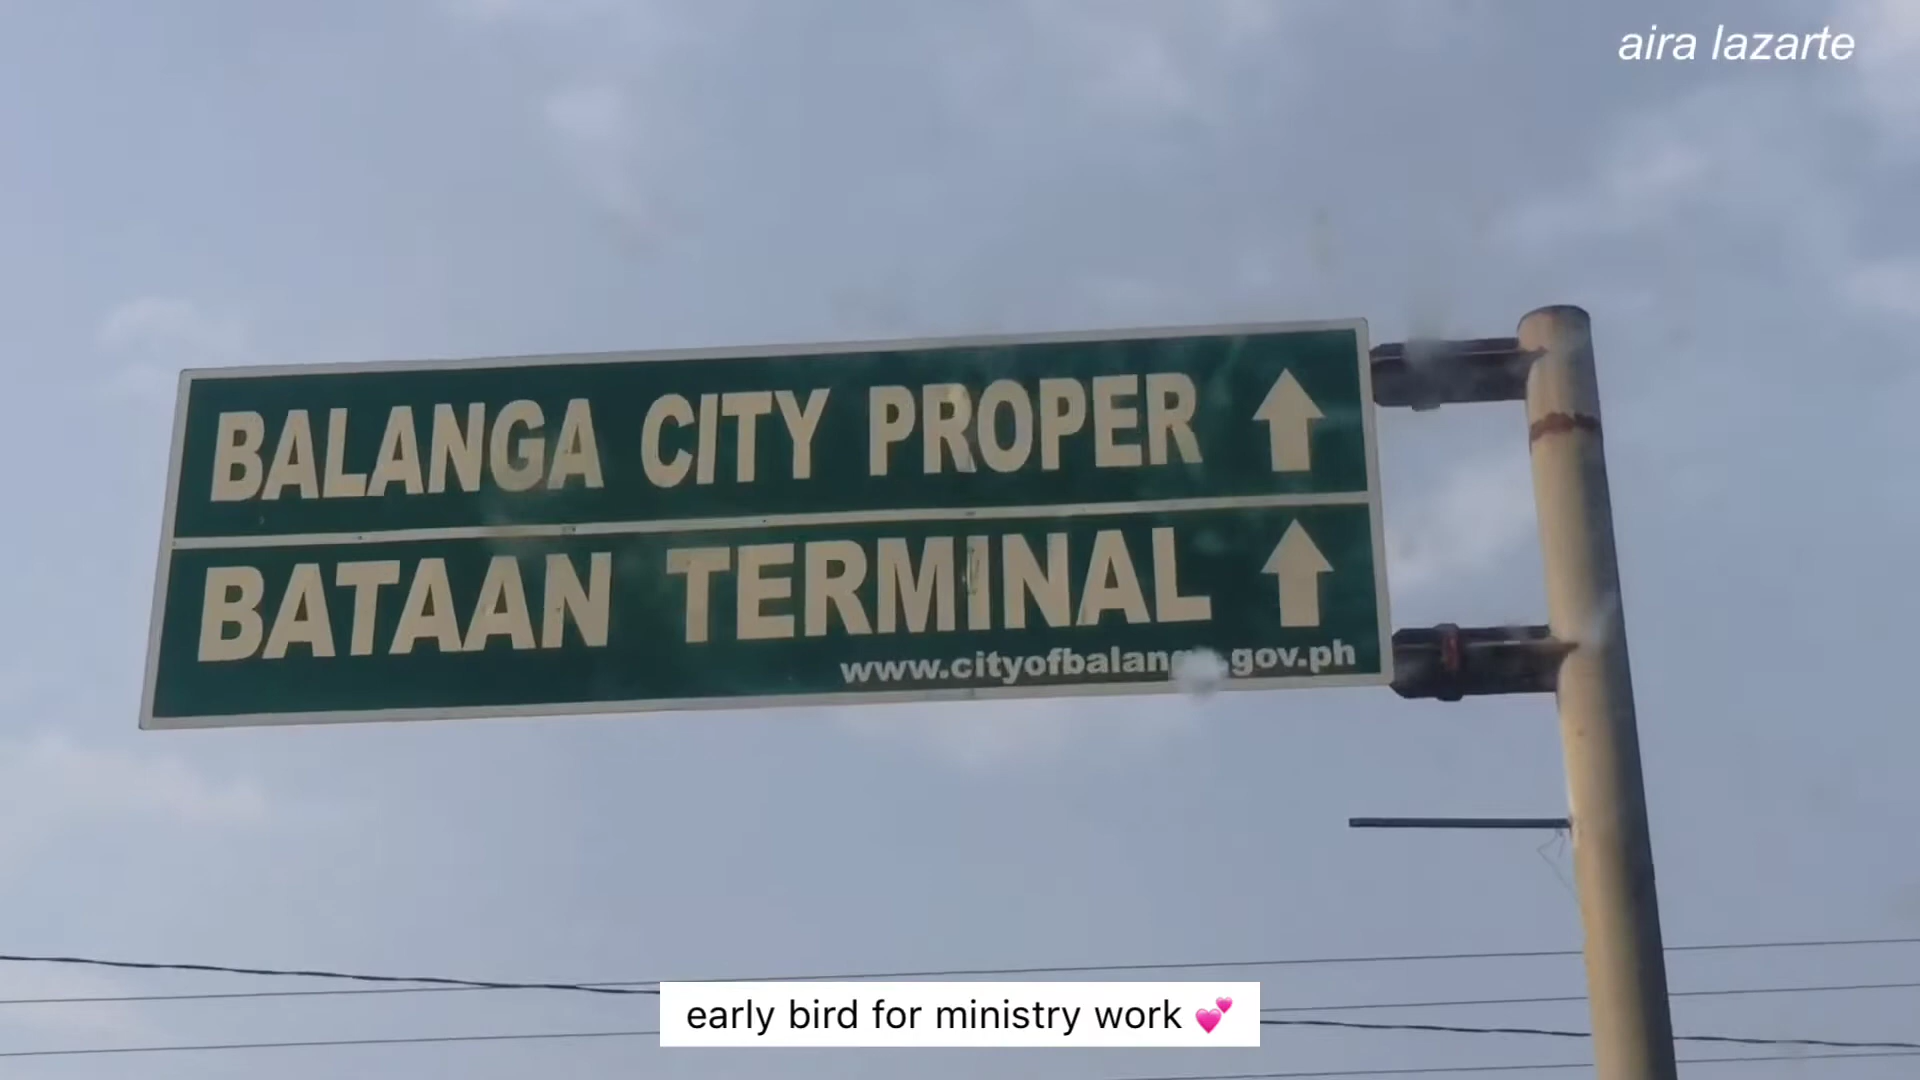 aira lazarte
BALANGA CITY PROPER
BATAAN TERMINAL
early bird for ministry work 💕